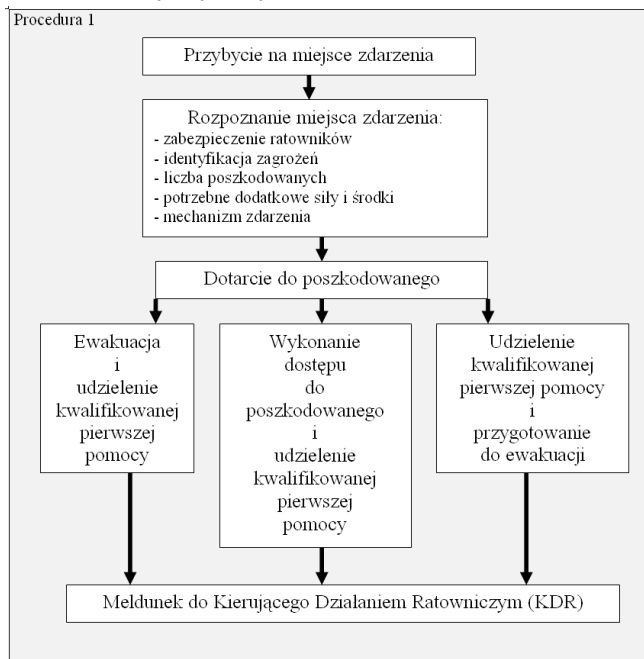 Procedura 1
Przybycie na miejsce zdarzenia
Rozpoznanie miejsca zdarzenia:
- zabezpieczenie ratowników
- identyfikacja zagrożeń
- liczba poszkodowanych
- potrzebne dodatkowe siły i środki
- mechanizm zdarzenia
Dotarcie do poszkodowanego
Ewakuacja
i
udzielenie
kwalifikowanej
pierwszej
pomocy
Wykonanie
dostępu
do
poszkodowanego
i
udzielenie
kwalifikowanej
pierwszej
pomocy
Udzielenie
kwalifikowanej
pierwszej pomocy
i
przygotowanie
do ewakuacji
Meldunek do Kierującego Działaniem Ratowniczym (KDR)